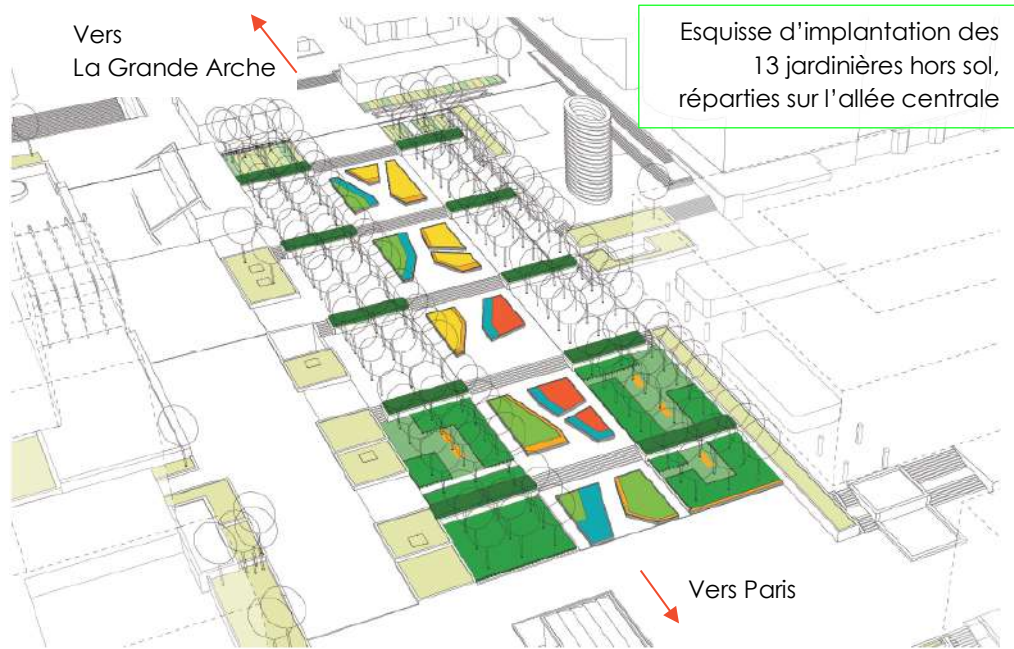 Vers
La Grande Arche
Esquisse d’implantation des
13 jardinières hors sol,
réparties sur l’allée centrale
Vers Paris